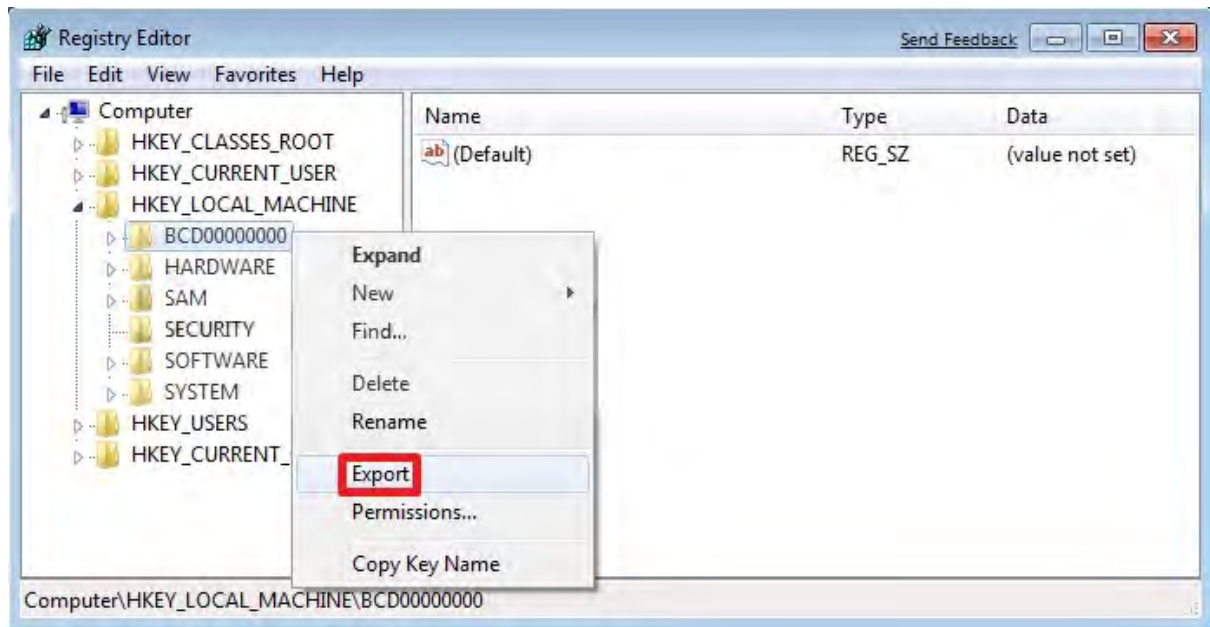 Registry Editor
Send Feedback
File Edit View Favorites Help
Computer
HKEY_CLASSES_ROOT
HKEY_CURRENT_USER
HKEY_LOCAL_MACHINE
BCD00000000
HARDWARE
SAM
SECURITY
SOFTWARE
SYSTEM
HKEY_USERS
HKEY_CURRENT_
Name Type Data
ab (Default) REG_SZ (value not set)
Expand
New
Find...
Delete
Rename
Export
Permissions...
Copy Key Name
Computer\HKEY_LOCAL_MACHINE\BCD00000000